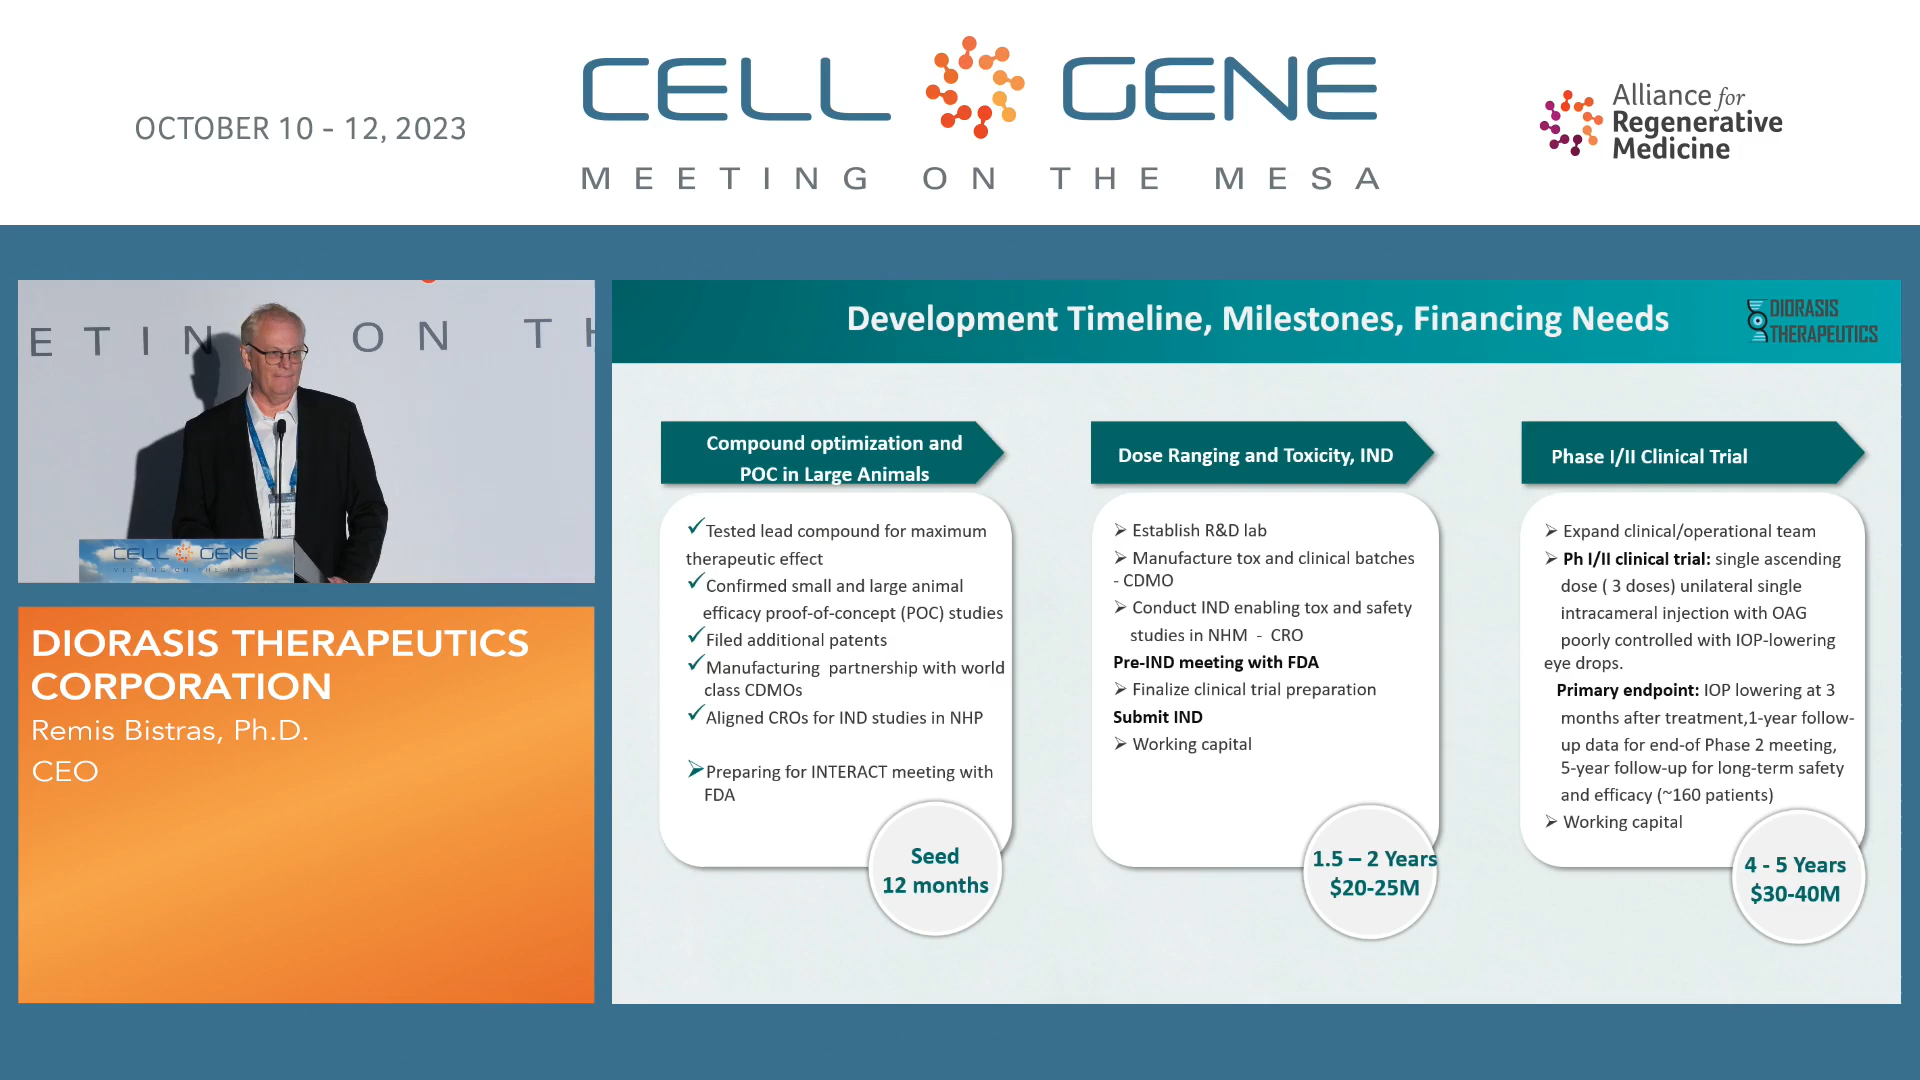 OCTOBER 10 - 12, 2023
CELL GENE
MEETING ON THE MESA
Alliance for
Regenerative
Medicine
ETIN ON TH
CELL GENE
MEETING ON THE MESA
DIORASIS THERAPEUTICS
CORPORATION
Remis Bistras, Ph.D.
CEO
Development Timeline, Milestones, Financing Needs
DIORASIS
THERAPEUTICS
Compound optimization and
POC in Large Animals
✓Tested lead compound for maximum
therapeutic effect
✓Confirmed small and large animal
efficacy proof-of-concept (POC) studies
✓Filed additional patents
✓Manufacturing partnership with world
class CDMOs
✓Aligned CROs for IND studies in NHP
➢Preparing for INTERACT meeting with
FDA
Seed
12 months
Dose Ranging and Toxicity, IND
➢ Establish R&D lab
➢ Manufacture tox and clinical batches
- CDMO
➢ Conduct IND enabling tox and safety
studies in NHM - CRO
Pre-IND meeting with FDA
➢ Finalize clinical trial preparation
Submit IND
➢ Working capital
1.5 – 2 Years
$20-25M
Phase I/II Clinical Trial
➢ Expand clinical/operational team
➢ Ph I/II clinical trial: single ascending
dose ( 3 doses) unilateral single
intracameral injection with OAG
poorly controlled with IOP-lowering
eye drops.
Primary endpoint: IOP lowering at 3
months after treatment,1-year follow-
up data for end-of Phase 2 meeting,
5-year follow-up for long-term safety
and efficacy (~160 patients)
➢ Working capital
4 - 5 Years
$30-40M